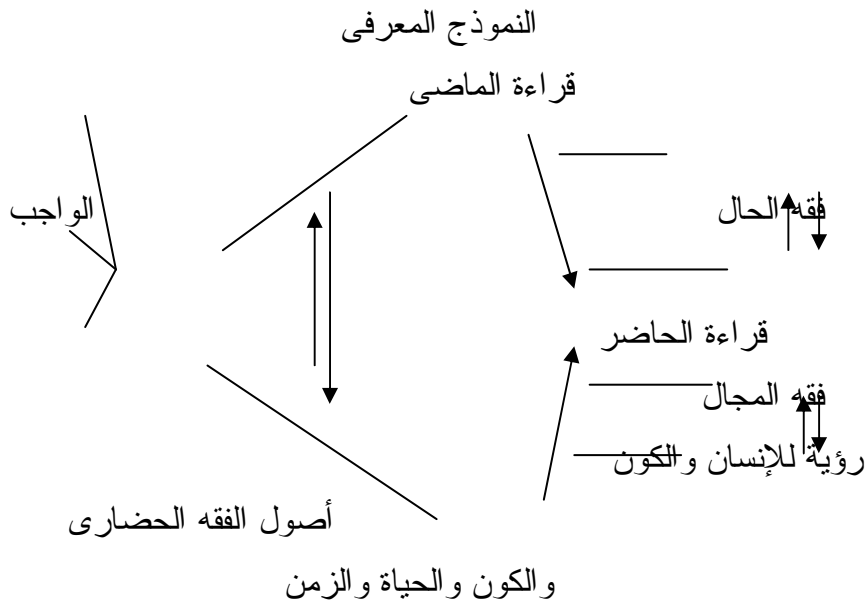 النموذج المعرفى
قراءة الماضى
فقه الحال
الواجب
قراءة الحاضر
فقه المجال
رؤية للإنسان والكون
أصول الفقه الحضارى
والكون والحياة والزمن